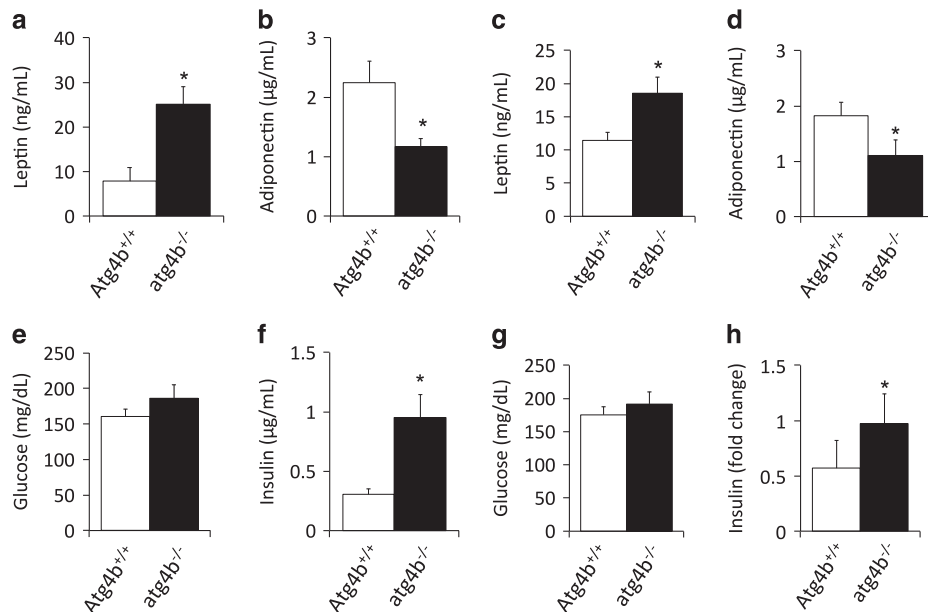 a
Leptin (ng/mL)
40
30
20
10
0
*
Atg4b+/+
atg4b-/-
b
Adiponectin (µg/mL)
3
2
1
0
*
Atg4b+/+
atg4b-/-
c
Leptin (ng/mL)
25
20
15
10
5
0
*
Atg4b+/+
atg4b-/-
d
Adiponectin (µg/mL)
3
2
1
0
*
Atg4b+/+
atg4b-/-
e
Glucose (mg/dL)
250
200
150
100
50
0
Atg4b+/+
atg4b-/-
f
Insulin (µg/mL)
1.5
1
0.5
0
*
Atg4b+/+
atg4b-/-
g
Glucose (mg/dL)
250
200
150
100
50
0
Atg4b+/+
atg4b-/-
h
Insulin (fold change)
1.5
1
0.5
0
*
Atg4b+/+
atg4b-/-